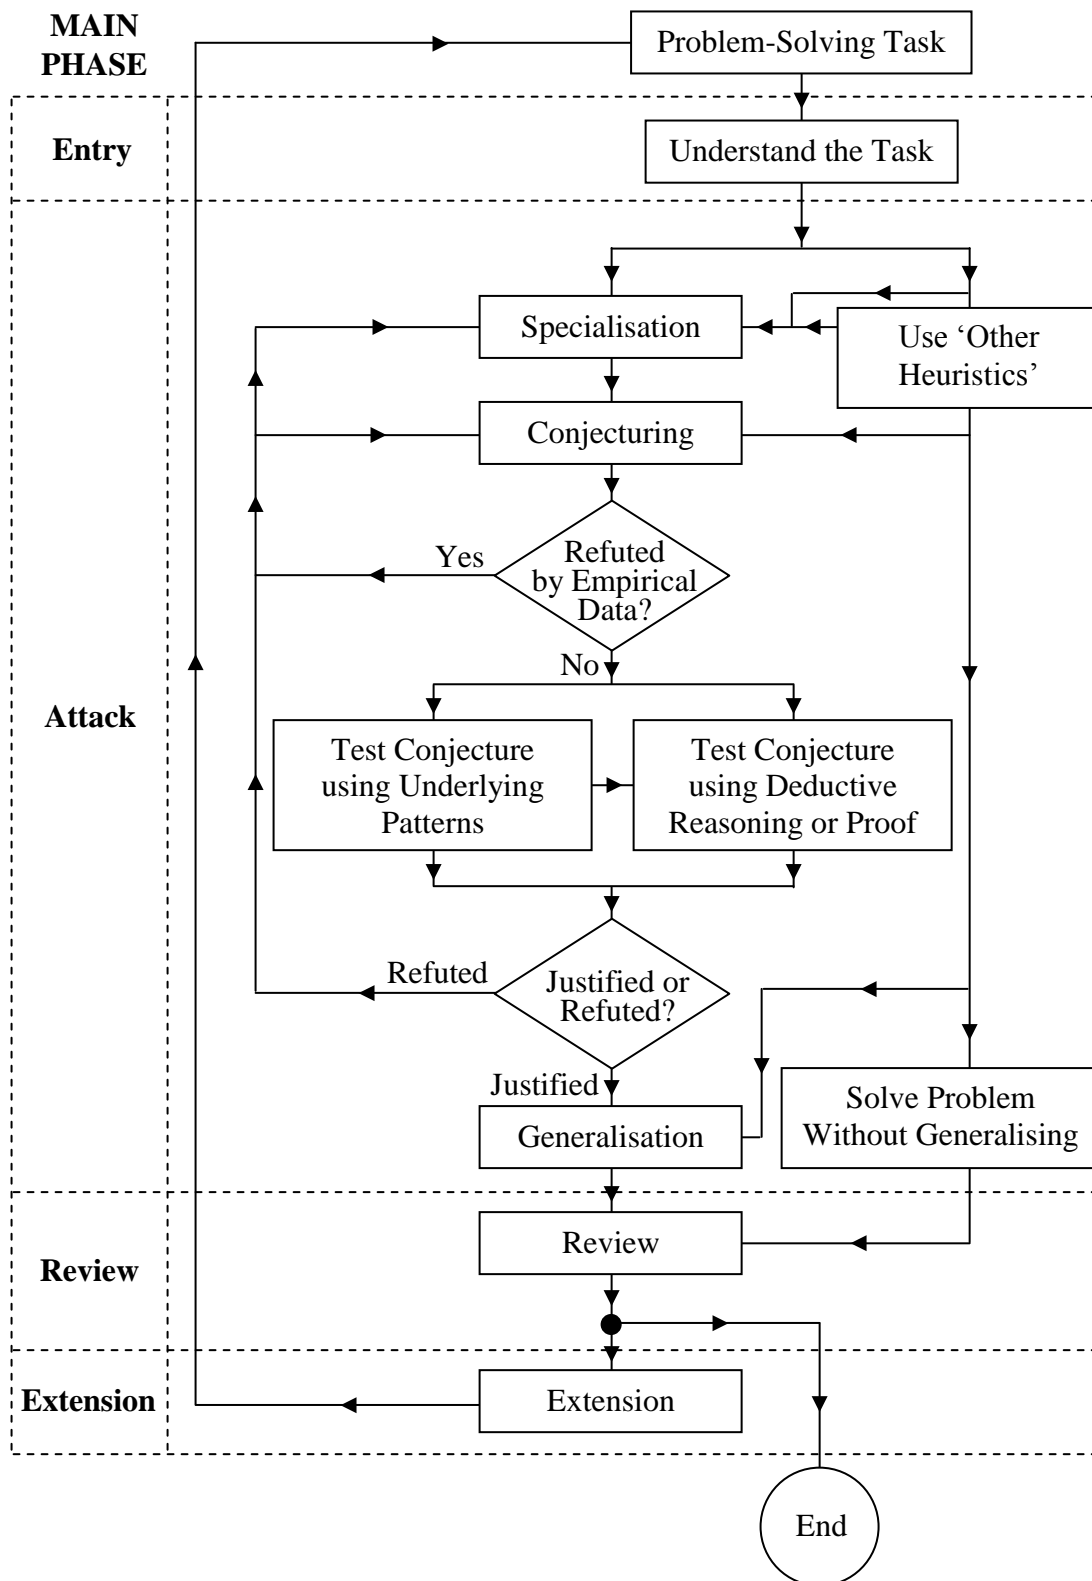 MAIN
PHASE
Problem-Solving Task
Entry
Understand the Task
Specialisation
Use ‘Other
Heuristics’
Conjecturing
Yes
Refuted
by Empirical
Data?
No
Attack
Test Conjecture
using Underlying
Patterns
Test Conjecture
using Deductive
Reasoning or Proof
Refuted
Justified or
Refuted?
Justified
Generalisation
Solve Problem
Without Generalising
Review
Review
Extension
Extension
End